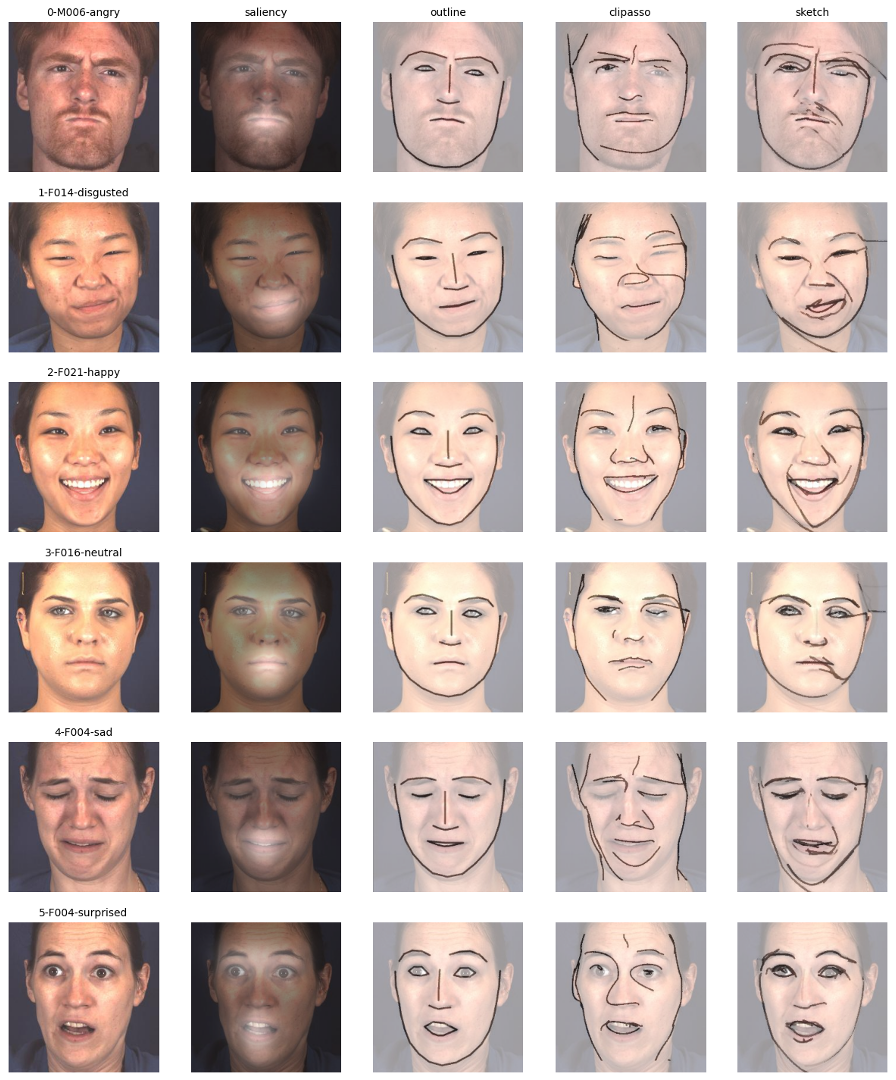 0-M006-angry saliency outline clipasso sketch
1-F014-disgusted
2-F021-happy
3-F016-neutral
4-F004-sad
5-F004-surprised